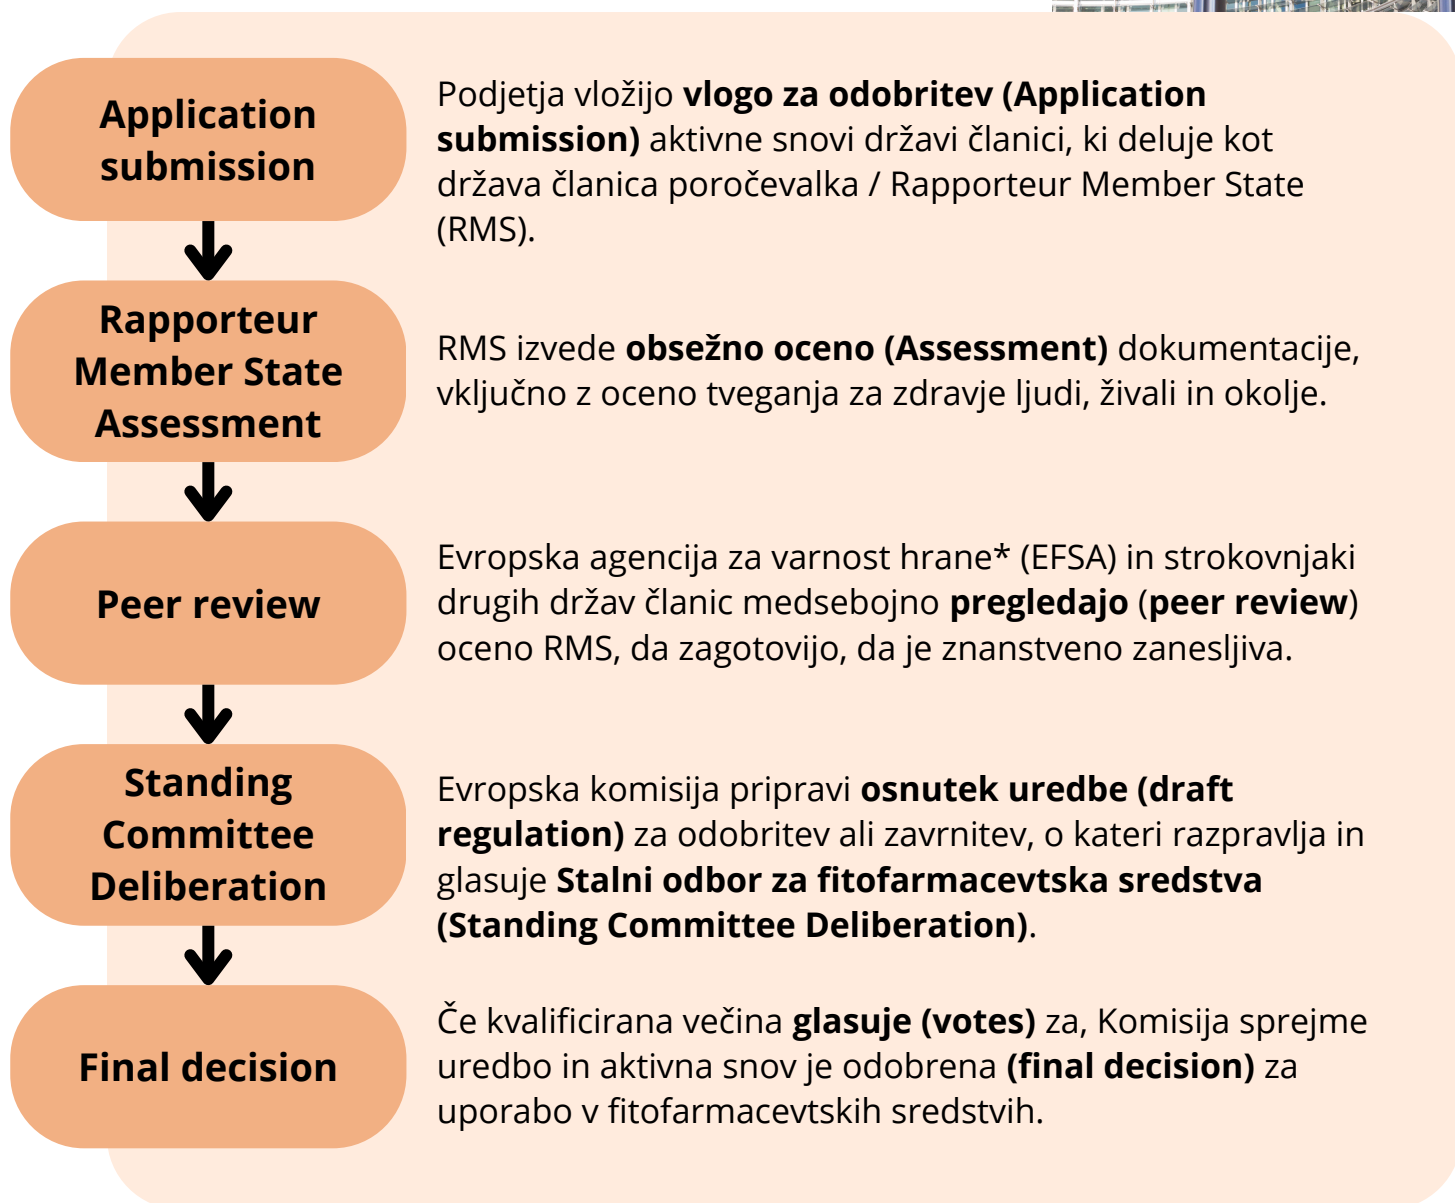 Application
submission
Podjetja vložijo vlogo za odobritev (Application
submission) aktivne snovi državi članici, ki deluje kot
država članica poročevalka / Rapporteur Member State
(RMS).
Rapporteur
Member State
Assessment
RMS izvede obsežno oceno (Assessment) dokumentacije,
vključno z oceno tveganja za zdravje ljudi, živali in okolje.
Peer review
Evropska agencija za varnost hrane* (EFSA) in strokovnjaki
drugih držav članic medsebojno pregledajo (peer review)
oceno RMS, da zagotovijo, da je znanstveno zanesljiva.
Standing
Committee
Deliberation
Evropska komisija pripravi osnutek uredbe (draft
regulation) za odobritev ali zavrnitev, o kateri razpravlja in
glasuje Stalni odbor za fitofarmacevtska sredstva
(Standing Committee Deliberation).
Final decision
Če kvalificirana večina glasuje (votes) za, Komisija sprejme
uredbo in aktivna snov je odobrena (final decision) za
uporabo v fitofarmacevtskih sredstvih.